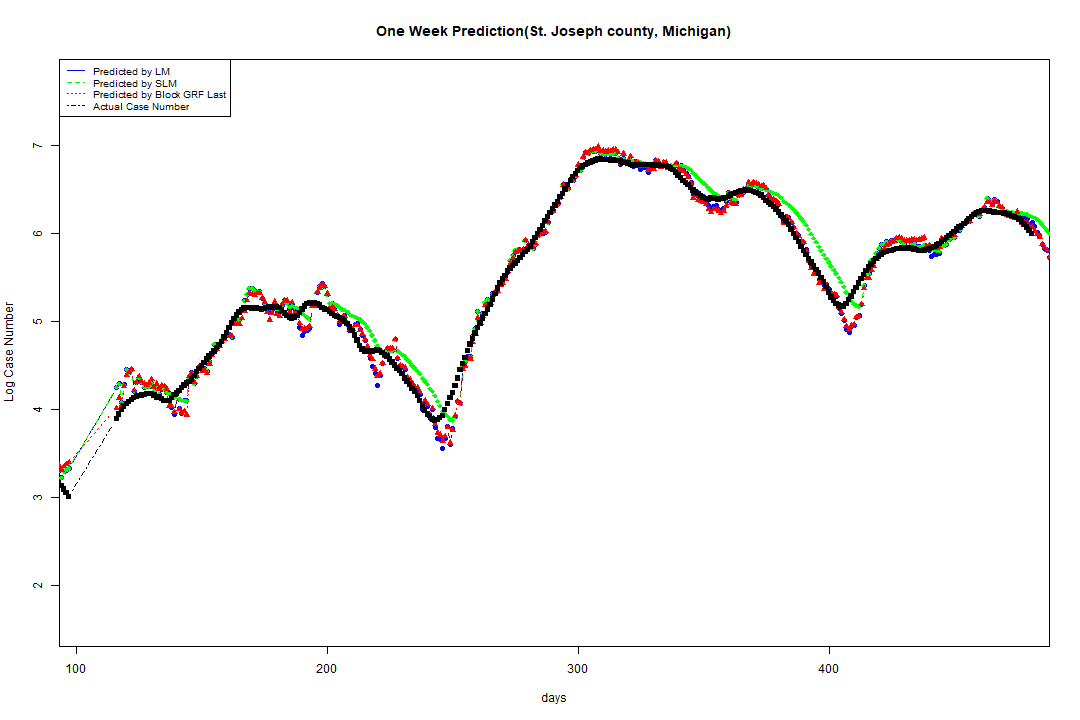 One Week Prediction(St. Joseph county, Michigan)
Predicted by LM
Predicted by SLM
Predicted by Block GRF Last
Actual Case Number
7
6
5
4
3
2
Log Case Number
100 200 300 400
days